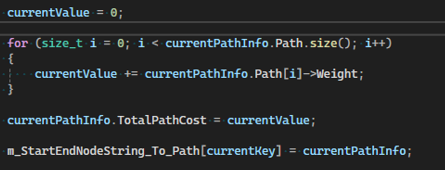 currentValue = 0;
for (size_t i = 0; i < currentPathInfo.Path.size(); i++)
{
currentValue += currentPathInfo.Path[i]->Weight;
}
currentPathInfo.TotalPathCost = currentValue;
m_StartEndNodeString_To_Path[currentKey] = currentPathInfo;